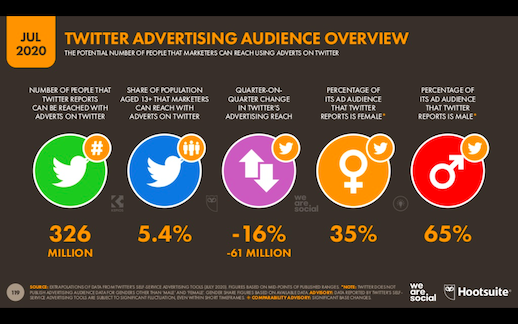 JUL
2020
TWITTER ADVERTISING AUDIENCE OVERVIEW
THE POTENTIAL NUMBER OF PEOPLE THAT MARKETERS CAN REACH USING ADVERTS ON TWITTER
NUMBER OF PEOPLE THAT
TWITTER REPORTS
CAN BE REACHED WITH
ADVERTS ON TWITTER
SHARE OF POPULATION
AGED 13+ THAT MARKETERS
CAN REACH WITH
ADVERTS ON TWITTER
QUARTER-ON-
QUARTER CHANGE
IN TWITTER'S
ADVERTISING REACH
PERCENTAGE OF
ITS AD AUDIENCE
THAT TWITTER
REPORTS IS FEMALE*
PERCENTAGE OF
ITS AD AUDIENCE
THAT TWITTER
REPORTS IS MALE*
#
we
are
social
326
MILLION
5.4%
-16%
-61 MILLION
35%
65%
119
SOURCE: EXTRAPOLATIONS OF DATA FROM TWITTER'S SELF-SERVICE ADVERTISING TOOLS (JULY 2020). FIGURES BASED ON MID-POINTS OF PUBLISHED RANGES. *NOTE: TWITTER DOES NOT
PUBLISH ADVERTISING AUDIENCE DATA FOR GENDERS OTHER THAN 'MALE' AND 'FEMALE'. GENDER SHARE FIGURES BASED ON AVAILABLE DATA. ADVISORY: DATA REPORTED BY TWITTER'S SELF-
SERVICE ADVERTISING TOOLS ARE SUBJECT TO SIGNIFICANT FLUCTUATION, EVEN WITHIN SHORT TIMEFRAMES. COMPARABILITY ADVISORY: SIGNIFICANT BASE CHANGES.
we
are
social
Hootsuite®